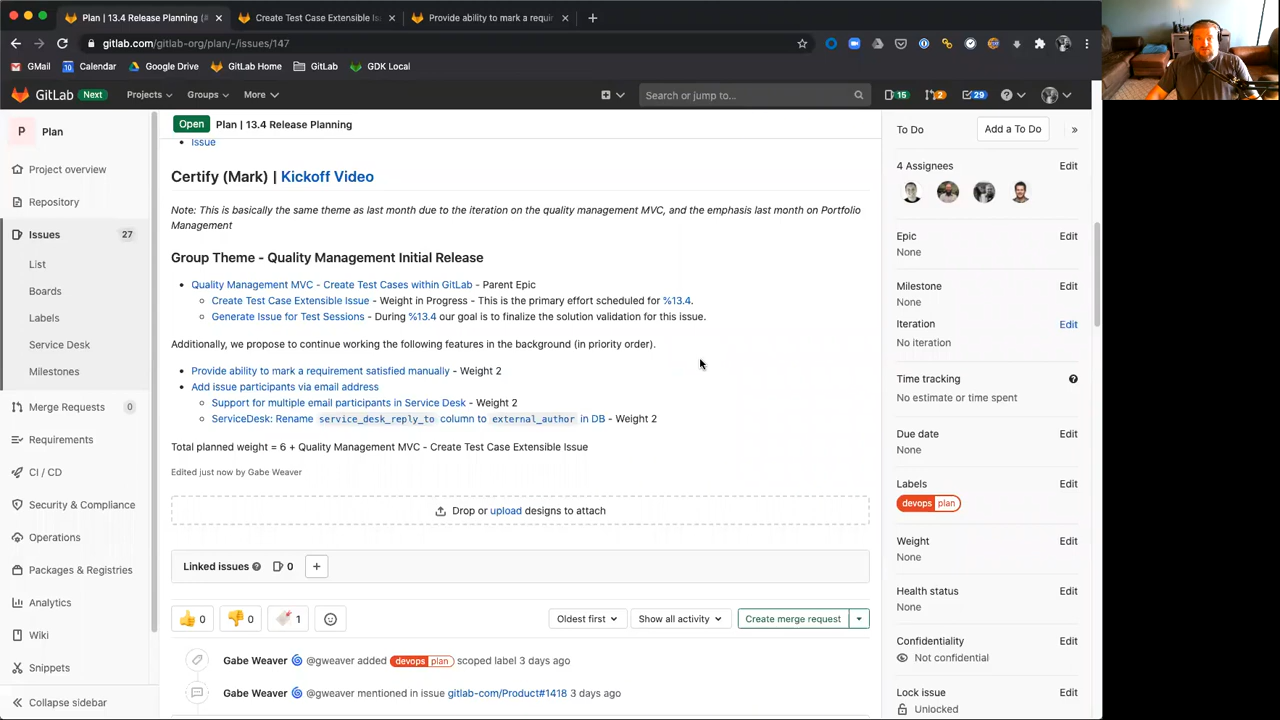 Plan | 13.4 Release Planning (#
Create Test Case Extensible Is
Provide ability to mark a requir
gitlab.com/gitlab-org/plan/-/issues/147
GMail
Calendar
Google Drive
GitLab Home
GitLab
GDK Local
GitLab
Next
Projects
Groups
More
Search or jump to...
15
2
29
P
Plan
Project overview
Repository
Issues
27
List
Boards
Labels
Service Desk
Milestones
Merge Requests
0
Requirements
CI / CD
Security & Compliance
Operations
Packages & Registries
Analytics
Wiki
Snippets
Collapse sidebar
Open
Plan | 13.4 Release Planning
Issue
Certify (Mark) | Kickoff Video
Note: This is basically the same theme as last month due to the iteration on the quality management MVC, and the emphasis last month on Portfolio
Management
Group Theme - Quality Management Initial Release
Quality Management MVC - Create Test Cases within GitLab - Parent Epic
Create Test Case Extensible Issue - Weight in Progress - This is the primary effort scheduled for %13.4.
Generate Issue for Test Sessions - During %13.4 our goal is to finalize the solution validation for this issue.
Additionally, we propose to continue working the following features in the background (in priority order).
Provide ability to mark a requirement satisfied manually - Weight 2
Add issue participants via email address
Support for multiple email participants in Service Desk - Weight 2
ServiceDesk: Rename service_desk_reply_to column to external_author in DB - Weight 2
Total planned weight = 6 + Quality Management MVC - Create Test Case Extensible Issue
Edited just now by Gabe Weaver
Drop or upload designs to attach
Linked issues
0
0
0
1
Oldest first
Show all activity
Create merge request
Gabe Weaver @gweaver added devops plan scoped label 3 days ago
Gabe Weaver @gweaver mentioned in issue gitlab-com/Product#1418 3 days ago
To Do
Add a To Do
4 Assignees
Edit
Epic
Edit
None
Milestone
Edit
None
Iteration
Edit
No iteration
Time tracking
No estimate or time spent
Due date
Edit
None
Labels
Edit
devops plan
Weight
Edit
None
Health status
Edit
None
Confidentiality
Edit
Not confidential
Lock issue
Edit
Unlocked